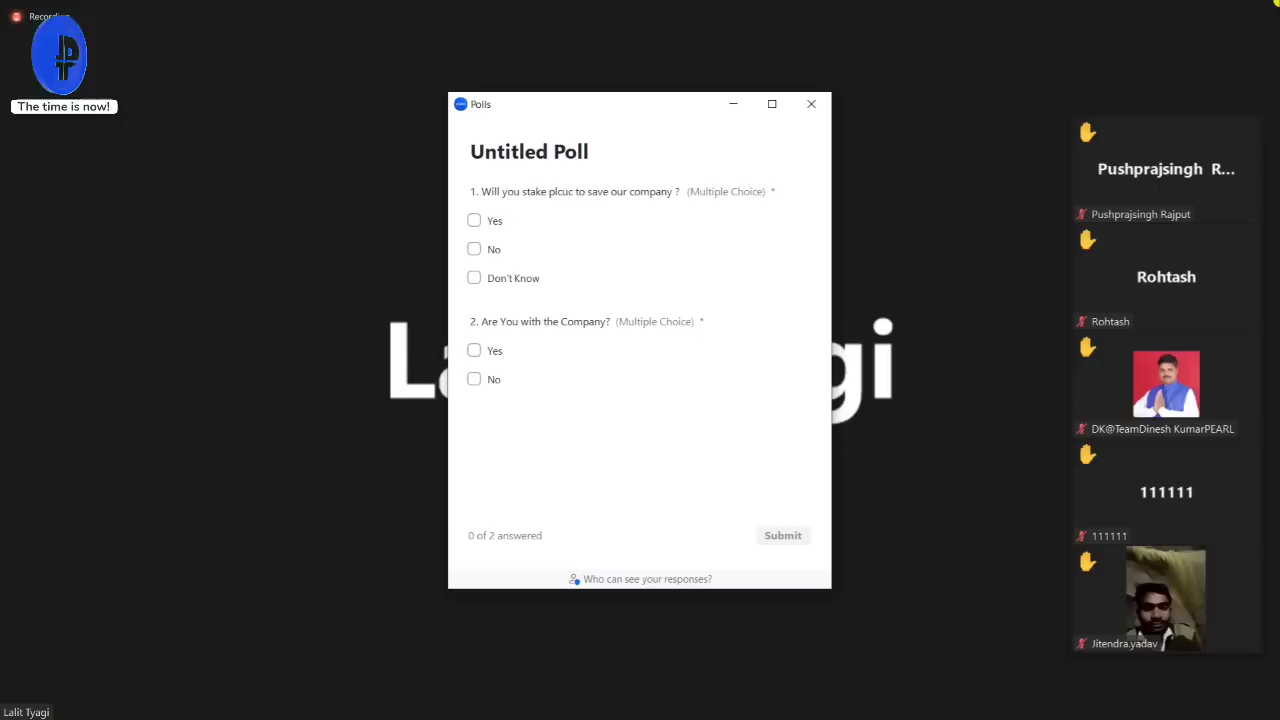 Recording
The time is now!
Polls
Untitled Poll
1. Will you stake plcuc to save our company ? (Multiple Choice) *
Yes
No
Don't Know
2. Are You with the Company? (Multiple Choice) *
Yes
No
0 of 2 answered
Submit
Who can see your responses?
Pushprajsingh R...
Pushprajsingh Rajput
Rohtash
Rohtash
DK@TeamDinesh KumarPEARL
111111
111111
Jitendra.yadav
Lalit Tyagi